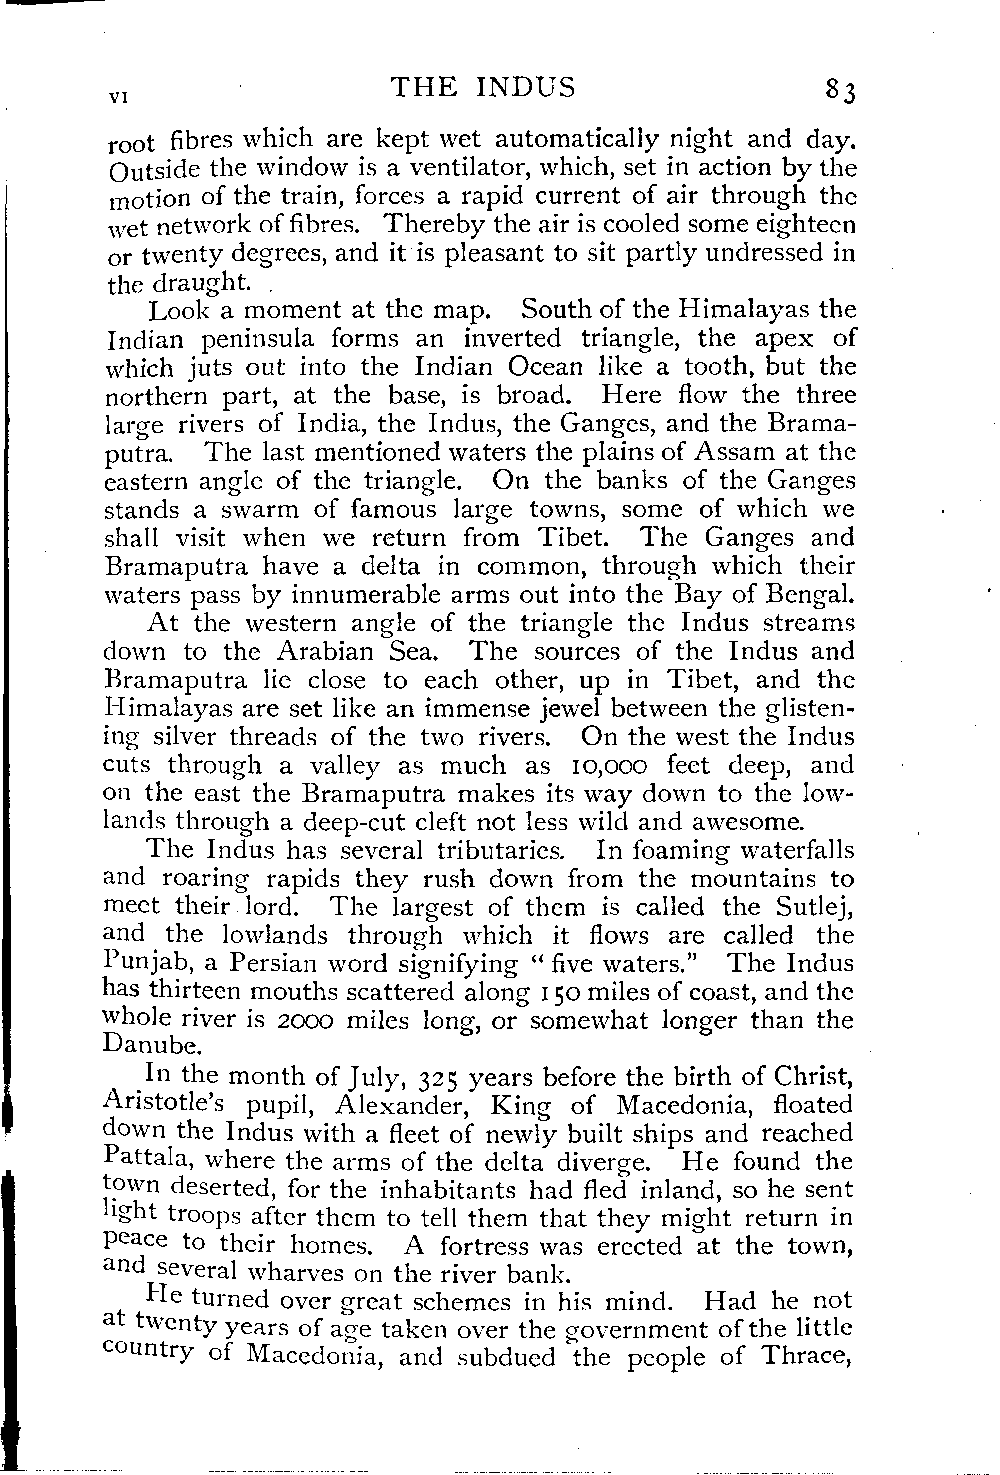 VI THE INDUS 83
root fibres which are kept wet automatically night and day.
Outside the window is a ventilator, which, set in action by the
motion of the train, forces a rapid current of air through the
wet network of fibres. Thereby the air is cooled some eighteen
or twenty degrees, and it is pleasant to sit partly undressed in
the draught.
Look a moment at the map. South of the Himalayas the
Indian peninsula forms an inverted triangle, the apex of
which juts out into the Indian Ocean like a tooth, but the
northern part, at the base, is broad. Here flow the three
large rivers of India, the Indus, the Ganges, and the Brama-
putra. The last mentioned waters the plains of Assam at the
eastern angle of the triangle. On the banks of the Ganges
stands a swarm of famous large towns, some of which we
shall visit when we return from Tibet. The Ganges and
Bramaputra have a delta in common, through which their
waters pass by innumerable arms out into the Bay of Bengal.
At the western angle of the triangle the Indus streams
down to the Arabian Sea. The sources of the Indus and
Bramaputra lie close to each other, up in Tibet, and the
Himalayas are set like an immense jewel between the glisten-
ing silver threads of the two rivers. On the west the Indus
cuts through a valley as much as 10,000 feet deep, and
on the east the Bramaputra makes its way down to the low-
lands through a deep-cut cleft not less wild and awesome.
The Indus has several tributaries. In foaming waterfalls
and roaring rapids they rush down from the mountains to
meet their lord. The largest of them is called the Sutlej,
and the lowlands through which it flows are called the
Punjab, a Persian word signifying “ five waters.” The Indus
has thirteen mouths scattered along 150 miles of coast, and the
whole river is 2000 miles long, or somewhat longer than the
Danube.
In the month of July, 325 years before the birth of Christ,
Aristotle's pupil, Alexander, King of Macedonia, floated
down the Indus with a fleet of newly built ships and reached
Pattala, where the arms of the delta diverge. He found the
town deserted, for the inhabitants had fled inland, so he sent
light troops after them to tell them that they might return in
peace to their homes. A fortress was erected at the town,
and several wharves on the river bank.
He turned over great schemes in his mind. Had he not
at twenty years of age taken over the government of the little
country of Macedonia, and subdued the people of Thrace,